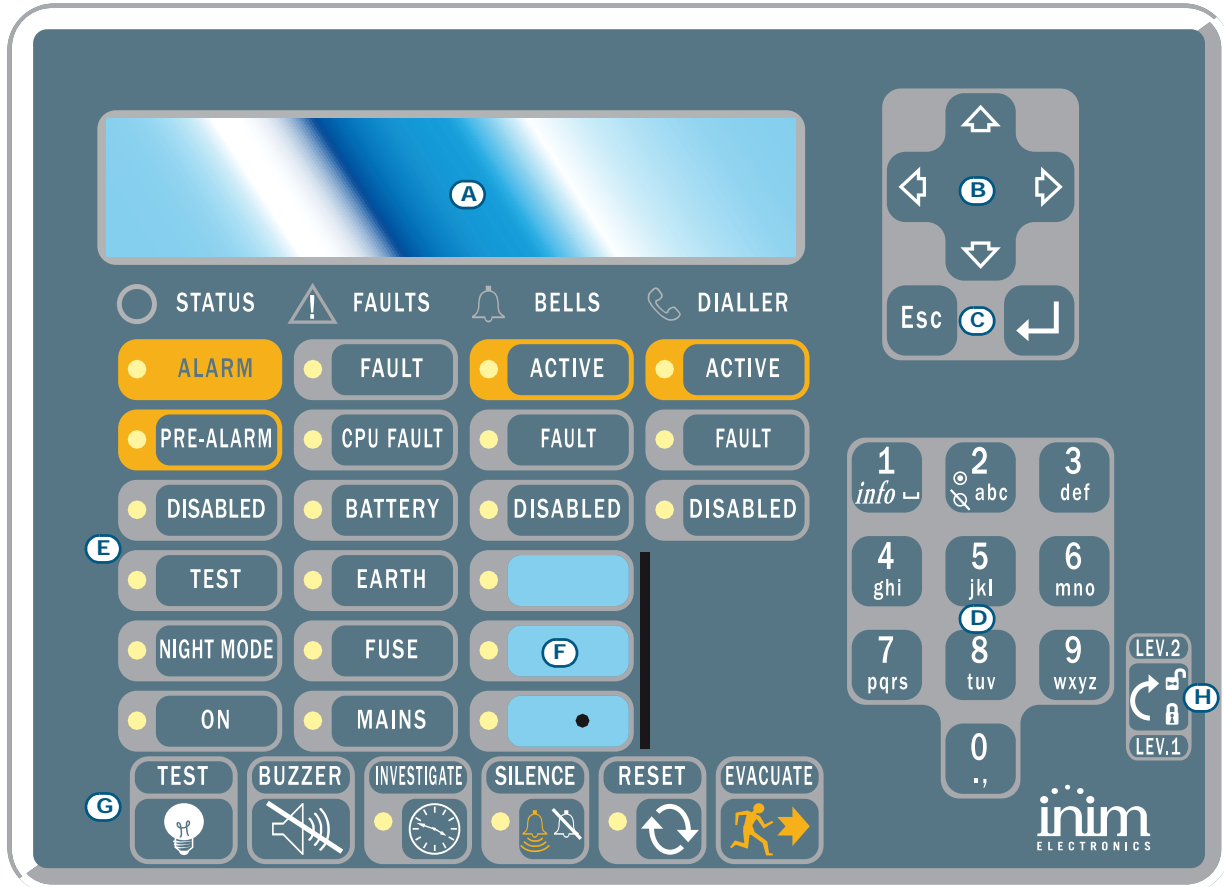 A
B
Esc
C
STATUS
FAULTS
BELLS
DIALLER
ALARM
FAULT
ACTIVE
ACTIVE
PRE-ALARM
CPU FAULT
FAULT
FAULT
DISABLED
BATTERY
DISABLED
DISABLED
E
TEST
EARTH
NIGHT MODE
FUSE
F
ON
MAINS
1
info
2
abc
3
def
4
ghi
5
jkl
6
mno
D
7
pqrs
8
tuv
9
wxyz
0
.,
LEV.2
H
LEV.1
TEST
BUZZER
INVESTIGATE
SILENCE
RESET
EVACUATE
G
inim
ELECTRONICS